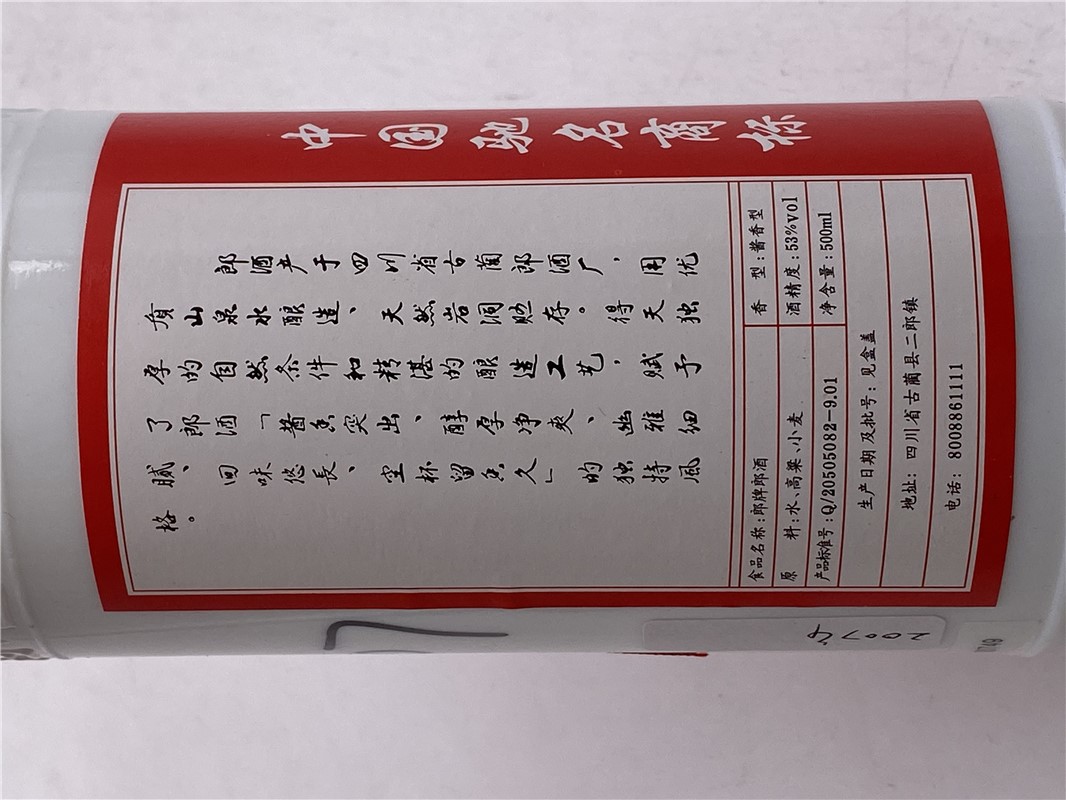 中国驰名商标
郎酒产于四川省古蔺郎酒厂，用优
质山泉水酿造、天然岩洞贮存。得天独
厚的自然条件和精湛的酿造工艺，赋予
了郎酒「酱香突出、醇厚净爽、幽雅细
腻、回味悠長、空杯留香久」的独特风
格。
食品名称：郎牌郎酒
香 型：酱香型
原 料：水、高粱、小麦
酒精度：53%vol
产品标准号：Q/20505082-9.01
净含量：500ml
生产日期及批号：见盒盖
地址：四川省古蔺县二郎镇
电话：8008861111